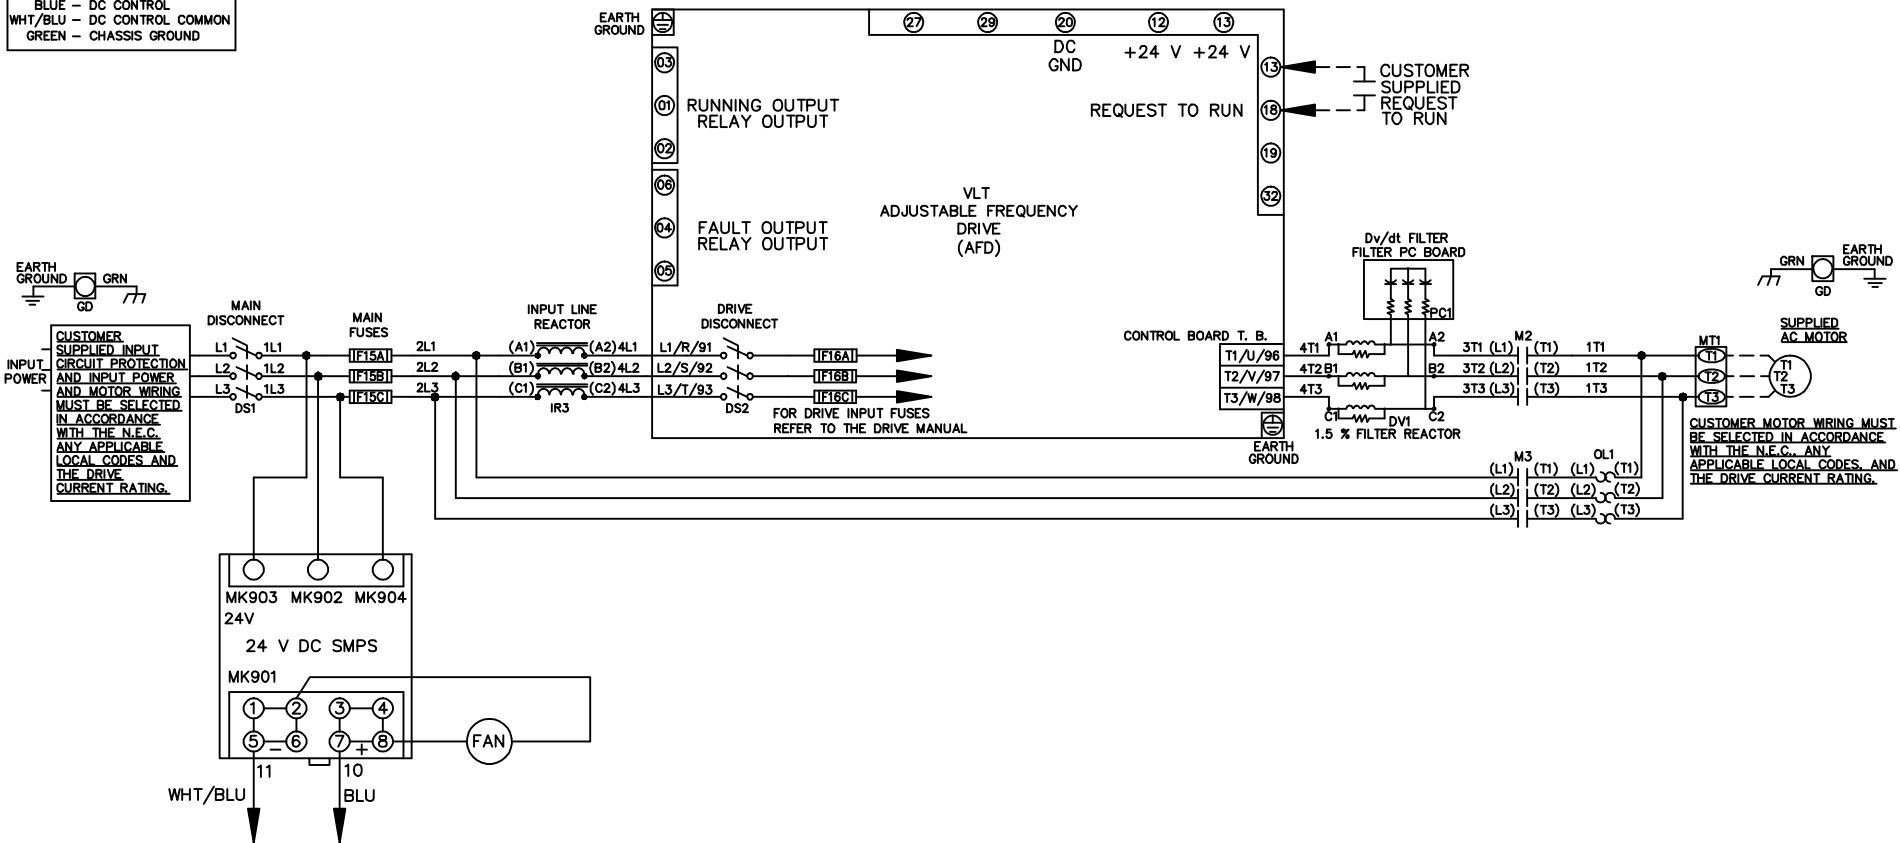 BLUE – DC CONTROL
WHT/BLU – DC CONTROL COMMON
GREEN – CHASSIS GROUND
EARTH
GROUND
27
29
20
12
13
DC
GND
+24 V
+24 V
03
01
02
RUNNING OUTPUT
RELAY OUTPUT
06
04
05
FAULT OUTPUT
RELAY OUTPUT
13
18
19
32
REQUEST TO RUN
CUSTOMER
SUPPLIED
REQUEST
TO RUN
VLT
ADJUSTABLE FREQUENCY
DRIVE
(AFD)
EARTH
GROUND
GRN
GD
INPUT
POWER
CUSTOMER
SUPPLIED INPUT
CIRCUIT PROTECTION
AND INPUT POWER
AND MOTOR WIRING
MUST BE SELECTED
IN ACCORDANCE
WITH THE N.E.C.
ANY APPLICABLE
LOCAL CODES AND
THE DRIVE
CURRENT RATING.
MAIN
DISCONNECT
L1
1L1
L2
1L2
L3
1L3
DS1
MAIN
FUSES
F15A
F15B
F15C
2L1
2L2
2L3
INPUT LINE
REACTOR
(A1)
(A2)
4L1
(B1)
(B2)
4L2
(C1)
(C2)
4L3
IR3
L1/R/91
L2/S/92
L3/T/93
DRIVE
DISCONNECT
DS2
F16A
F16B
F16C
FOR DRIVE INPUT FUSES
REFER TO THE DRIVE MANUAL
CONTROL BOARD T. B.
T1/U/96
T2/V/97
T3/W/98
EARTH
GROUND
4T1
4T2
4T3
Dv/dt FILTER
FILTER PC BOARD
PC1
A1
A2
B1
B2
C1
C2
DV1
1.5 % FILTER REACTOR
M2
3T1
(L1)
(T1)
1T1
3T2
(L2)
(T2)
1T2
3T3
(L3)
(T3)
1T3
M3
OL1
(L1)
(T1)
(L1)
(T1)
(L2)
(T2)
(L2)
(T2)
(L3)
(T3)
(L3)
(T3)
EARTH
GROUND
GRN
GD
SUPPLIED
AC MOTOR
MT1
T1
T2
T3
T1
T2
T3
CUSTOMER MOTOR WIRING MUST
BE SELECTED IN ACCORDANCE
WITH THE N.E.C., ANY
APPLICABLE LOCAL CODES, AND
THE DRIVE CURRENT RATING.
MK903
MK902
MK904
24V
24 V DC SMPS
MK901
1
2
3
4
5
–
6
7
+
8
FAN
11
10
WHT/BLU
BLU